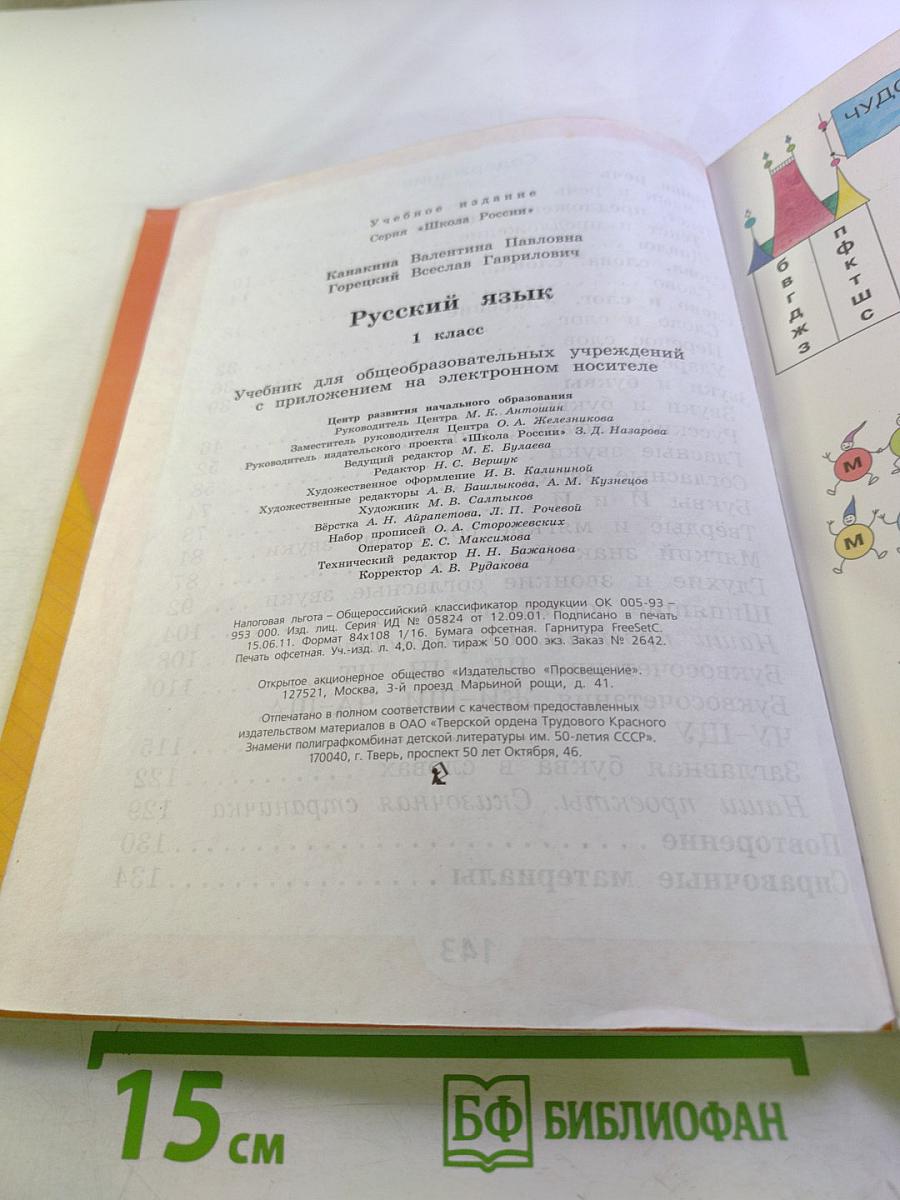 Учебное издание
Серия «Школа России»
Канакина Валентина Павловна
Горецкий Всеслав Гаврилович
Русский язык
1 класс
Учебник для общеобразовательных учреждений
с приложением на электронном носителе
Центр развития начального образования
Руководитель Центра М. К. Антошин
Заместитель руководителя Центра О. А. Железникова
Руководитель издательского проекта «Школа России» З. Д. Назарова
Ведущий редактор М. Е. Булаева
Редактор Н. С. Вершук
Художественное оформление И. В. Калининой
Художественные редакторы А. В. Башлыкова, А. М. Кузнецов
Художник М. В. Салтыков
Вёрстка А. Н. Айрапетова, Л. П. Рочевой
Набор прописей О. А. Сторожевских
Оператор Е. С. Максимова
Технический редактор Н. Н. Бажанова
Корректор А. В. Рудакова
Налоговая льгота – Общероссийский классификатор продукции ОК 005-93 –
953 000. Изд. лиц. Серия ИД № 05824 от 12.09.01. Подписано в печать
15.06.11. Формат 84х108 1/16. Бумага офсетная. Гарнитура FreeSetC.
Печать офсетная. Уч.-изд. л. 4,0. Доп. тираж 50 000 экз. Заказ № 2642.
Открытое акционерное общество «Издательство «Просвещение».
127521, Москва, 3-й проезд Марьиной рощи, д. 41.
Отпечатано в полном соответствии с качеством предоставленных
издательством материалов в ОАО «Тверской ордена Трудового Красного
Знамени полиграфкомбинат детской литературы им. 50-летия СССР».
170040, г. Тверь, проспект 50 лет Октября, 46.
б
в
г
д
ж
з
п
ф
к
т
ш
с
М
М
15 см
БФ БИБЛИОФАН